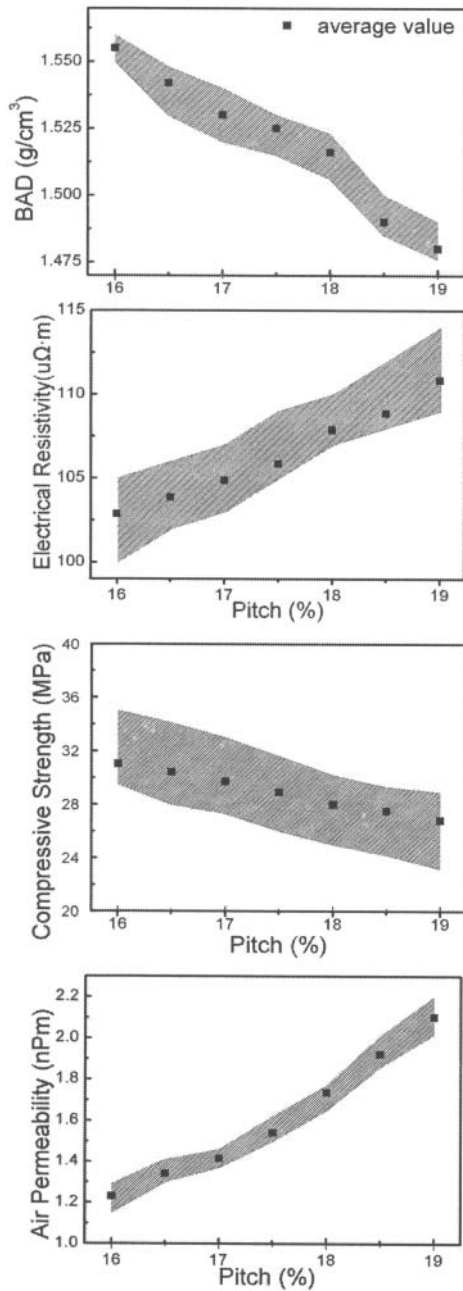 average value
BAD (g/cm³)
1.550
1.525
1.500
1.475
16 17 18 19
Electrical Resistivity(uΩ·m)
115
110
105
100
16 17 18 19
Pitch (%)
Compressive Strength (MPa)
40
36
32
28
24
20
16 17 18 19
Pitch (%)
Air Permeability (nPm)
2.2
2.0
1.8
1.6
1.4
1.2
1.0
16 17 18 19
Pitch (%)